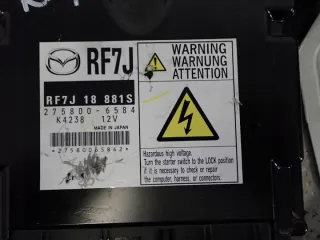 RF7J
RF7J 18 881S
275800-6584
K4238 12V
MADE IN JAPAN
WARNING
WARNUNG
ATTENTION
Hazardous high voltage.
Turn the starter switch to the LOCK position
if it is necessary to check or repair
the computer, harness, or connectors.